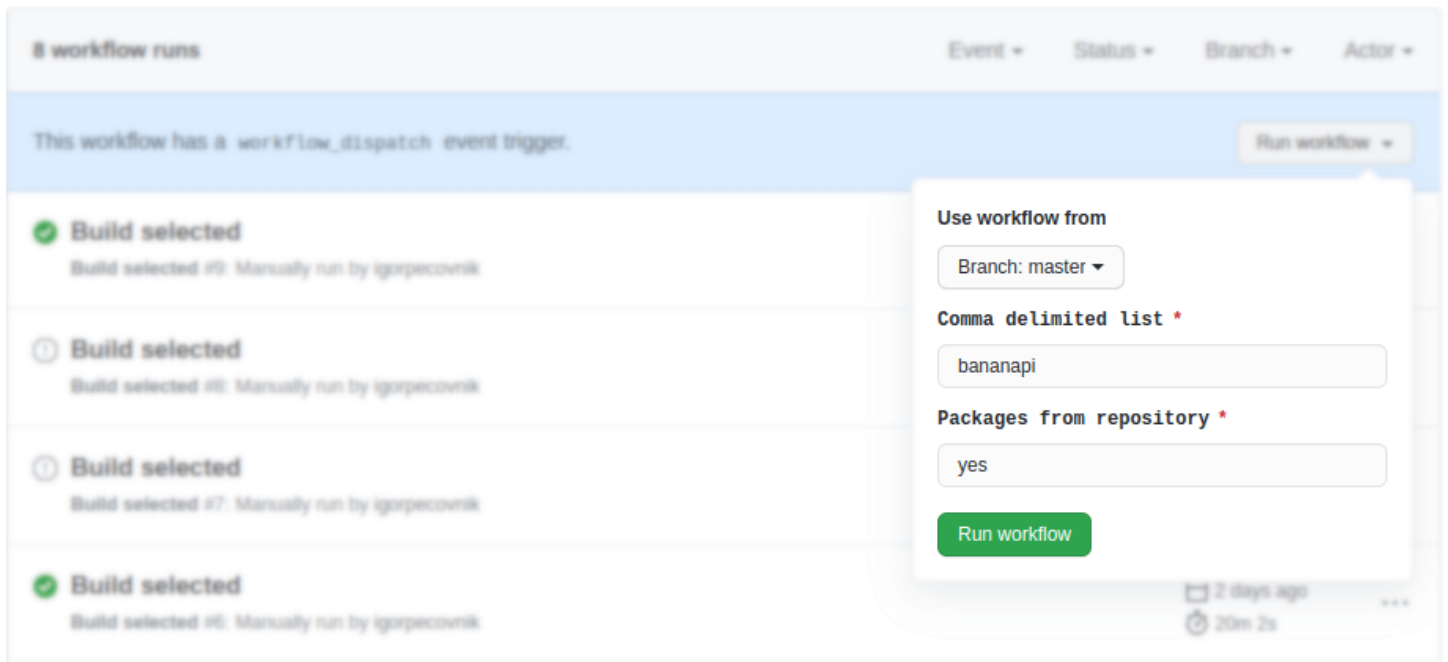 8 workflow runs
Event Status Branch Actor
This workflow has a workflow_dispatch event trigger.
Run workflow
Use workflow from
Branch: master
Comma delimited list *
bananapi
Packages from repository *
yes
Run workflow
Build selected
Build selected #9: Manually run by igorpecovnik
Build selected
Build selected #8: Manually run by igorpecovnik
Build selected
Build selected #7: Manually run by igorpecovnik
Build selected
Build selected #6: Manually run by igorpecovnik
2 days ago
20m 2s